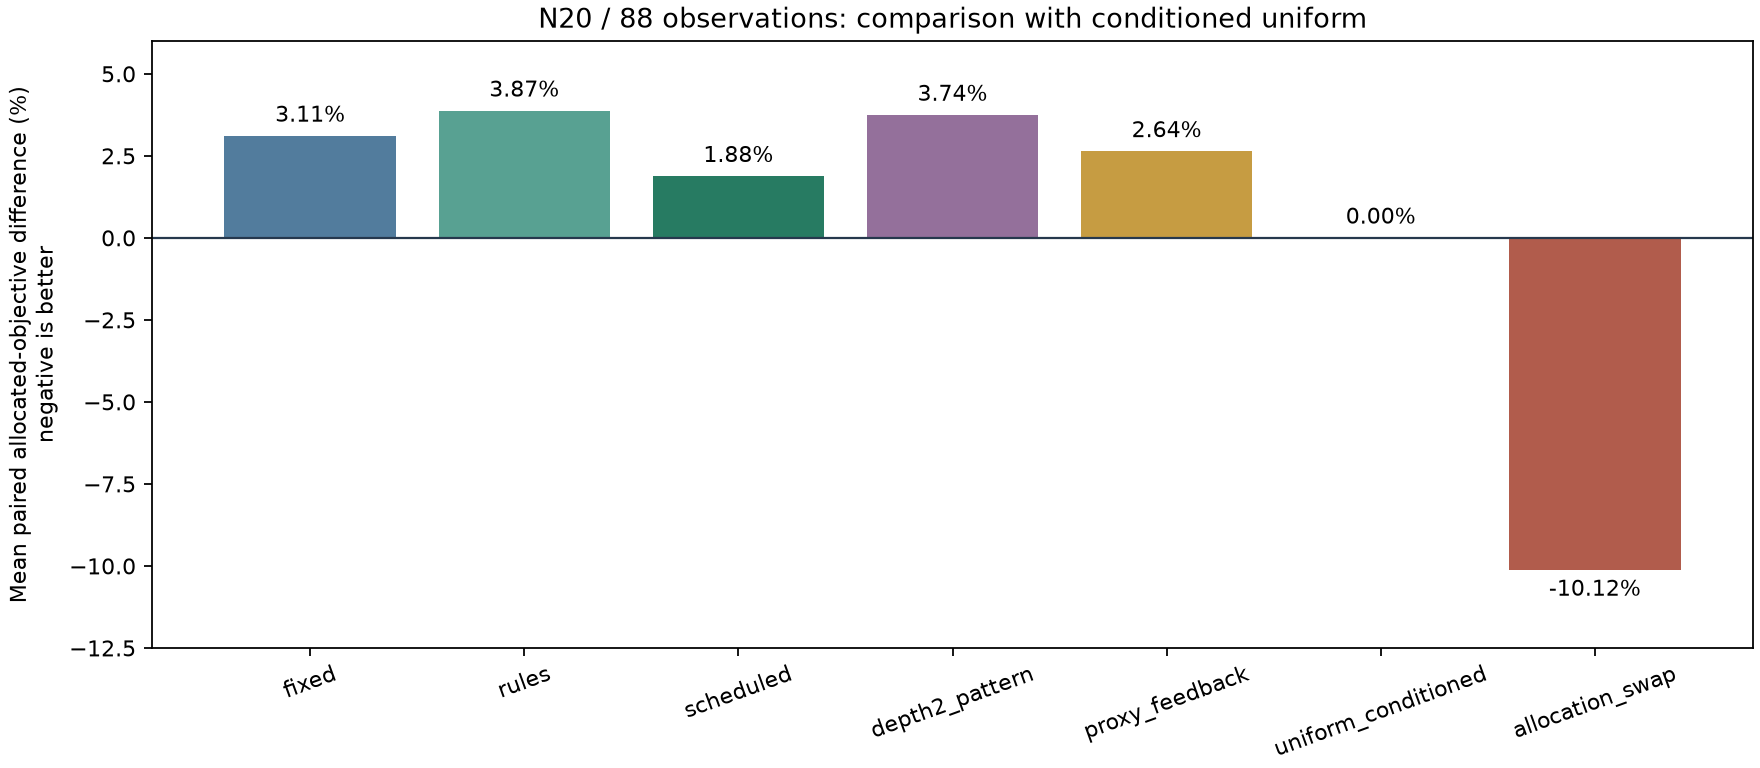 N20 / 88 observations: comparison with conditioned uniform
Mean paired allocated-objective difference (%)
negative is better
5.0
2.5
0.0
−2.5
−5.0
−7.5
−10.0
−12.5
3.11%
3.87%
1.88%
3.74%
2.64%
0.00%
-10.12%
fixed
rules
scheduled
depth2_pattern
proxy_feedback
uniform_conditioned
allocation_swap